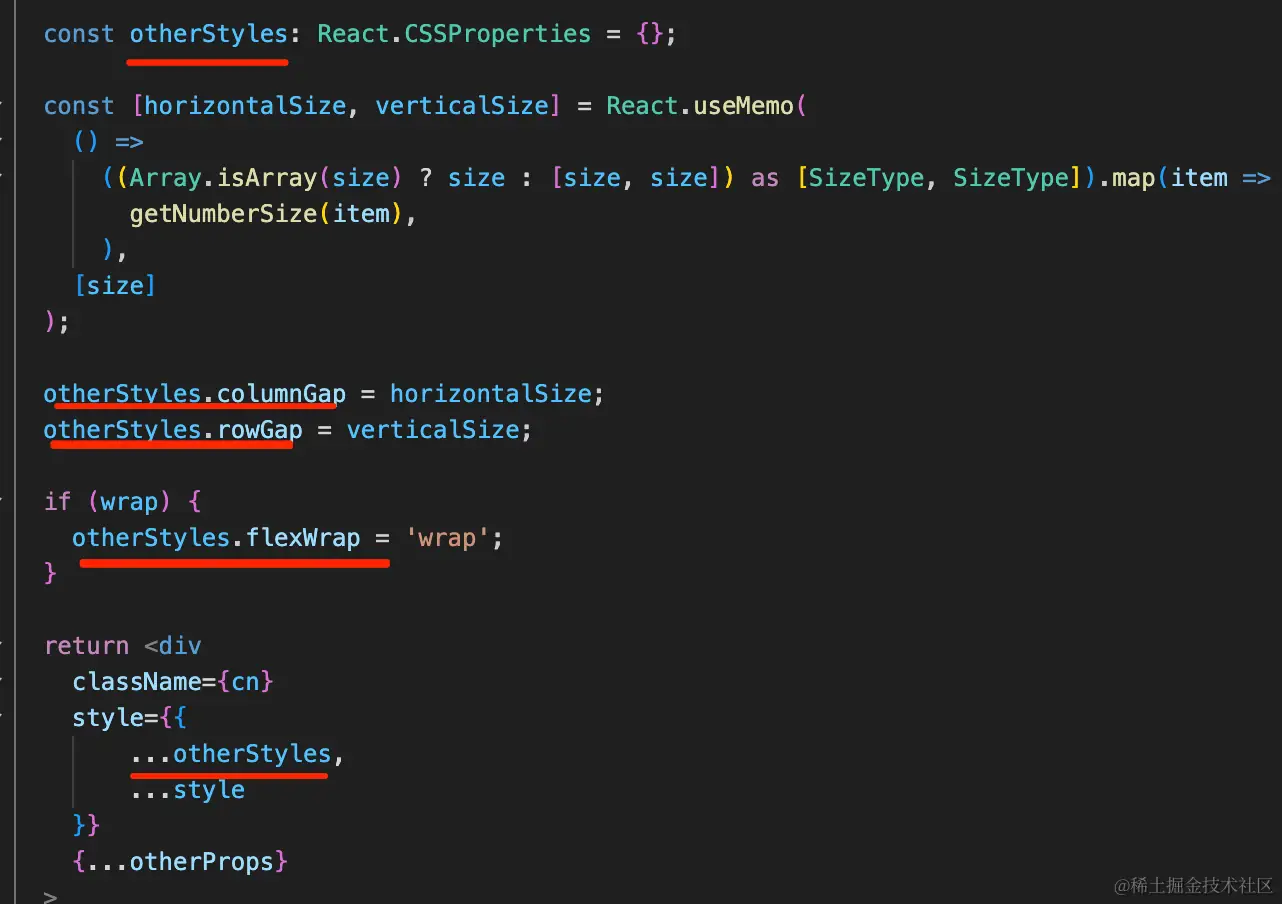 const otherStyles: React.CSSProperties = {};
const [horizontalSize, verticalSize] = React.useMemo(
() =>
((Array.isArray(size) ? size : [size, size]) as [SizeType, SizeType]).map(item =>
getNumberSize(item),
),
[size]
);
otherStyles.columnGap = horizontalSize;
otherStyles.rowGap = verticalSize;
if (wrap) {
otherStyles.flexWrap = 'wrap';
}
return <div
className={cn}
style={{
...otherStyles,
...style
}}
{...otherProps}
>
@稀土掘金技术社区